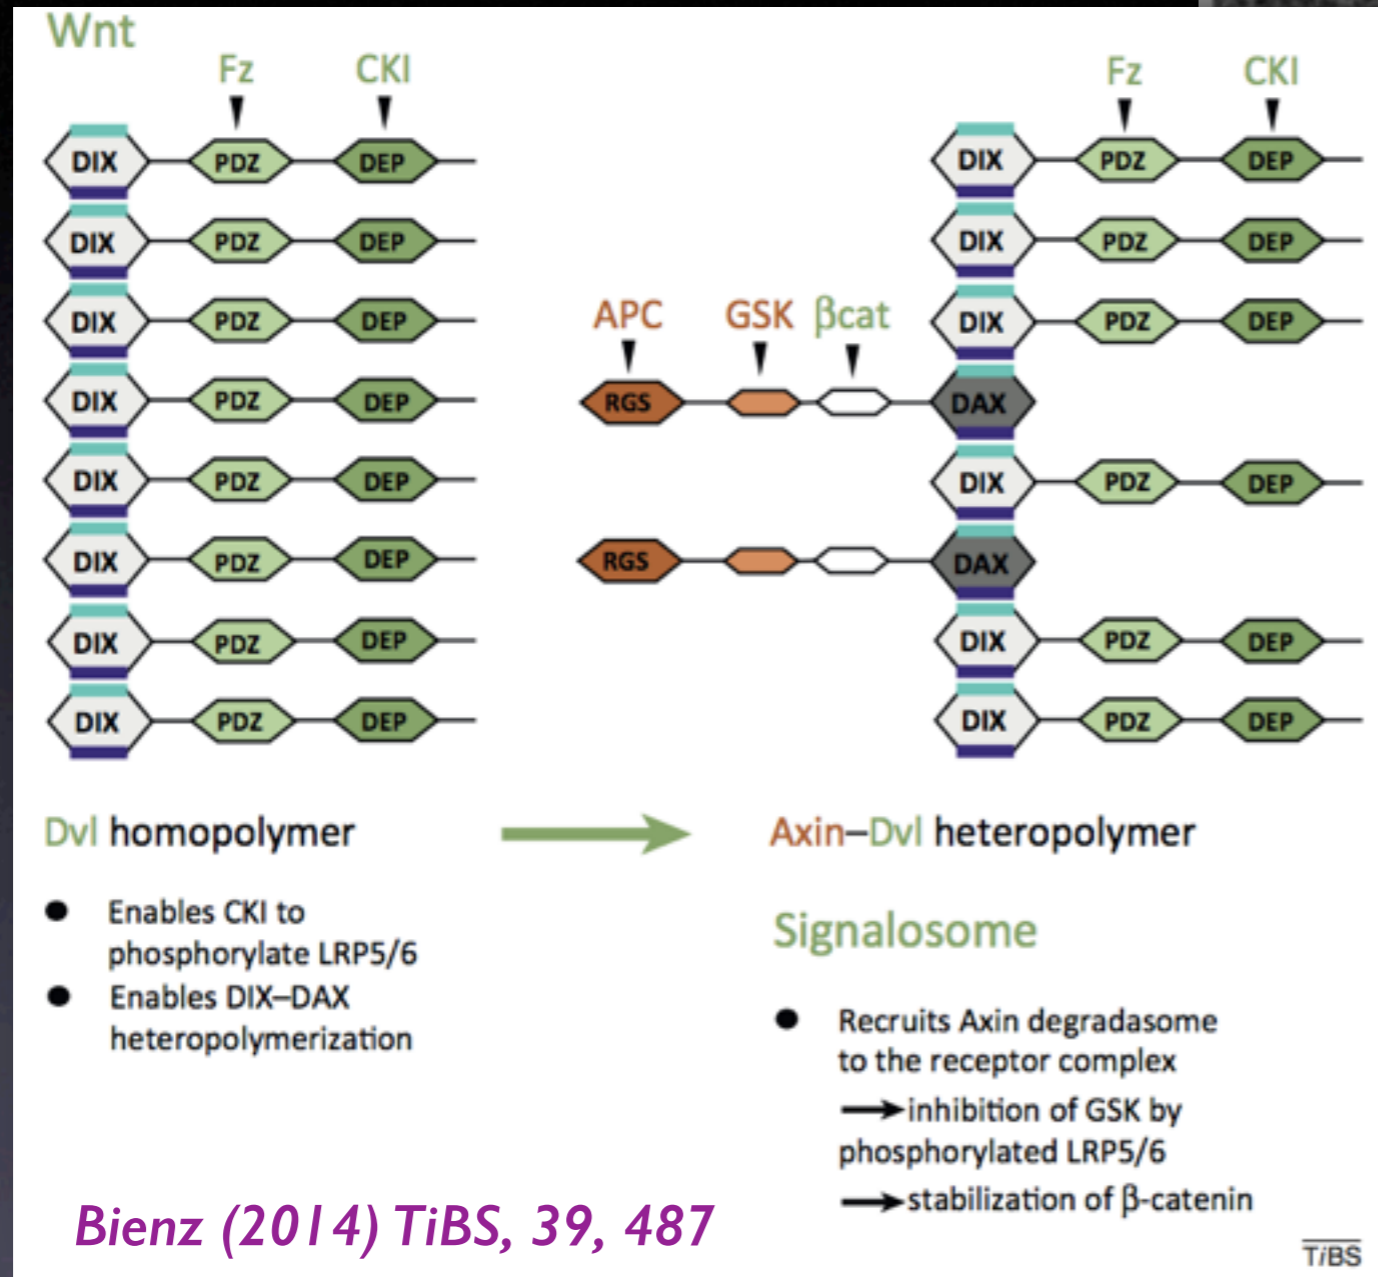 Wnt
Fz CKI
Fz CKI
DIX PDZ DEP
DIX PDZ DEP
DIX PDZ DEP
DIX PDZ DEP
DIX PDZ DEP
DIX PDZ DEP
DIX PDZ DEP
DIX PDZ DEP
DIX PDZ DEP
DIX PDZ DEP
DIX PDZ DEP
APC GSK βcat
RGS DAX
DIX PDZ DEP
RGS DAX
DIX PDZ DEP
DIX PDZ DEP
Dvl homopolymer
Enables CKI to
phosphorylate LRP5/6
Enables DIX–DAX
heteropolymerization
Axin–Dvl heteropolymer
Signalosome
Recruits Axin degradasome
to the receptor complex
inhibition of GSK by
phosphorylated LRP5/6
stabilization of β-catenin
Bienz (2014) TiBS, 39, 487
TiBS